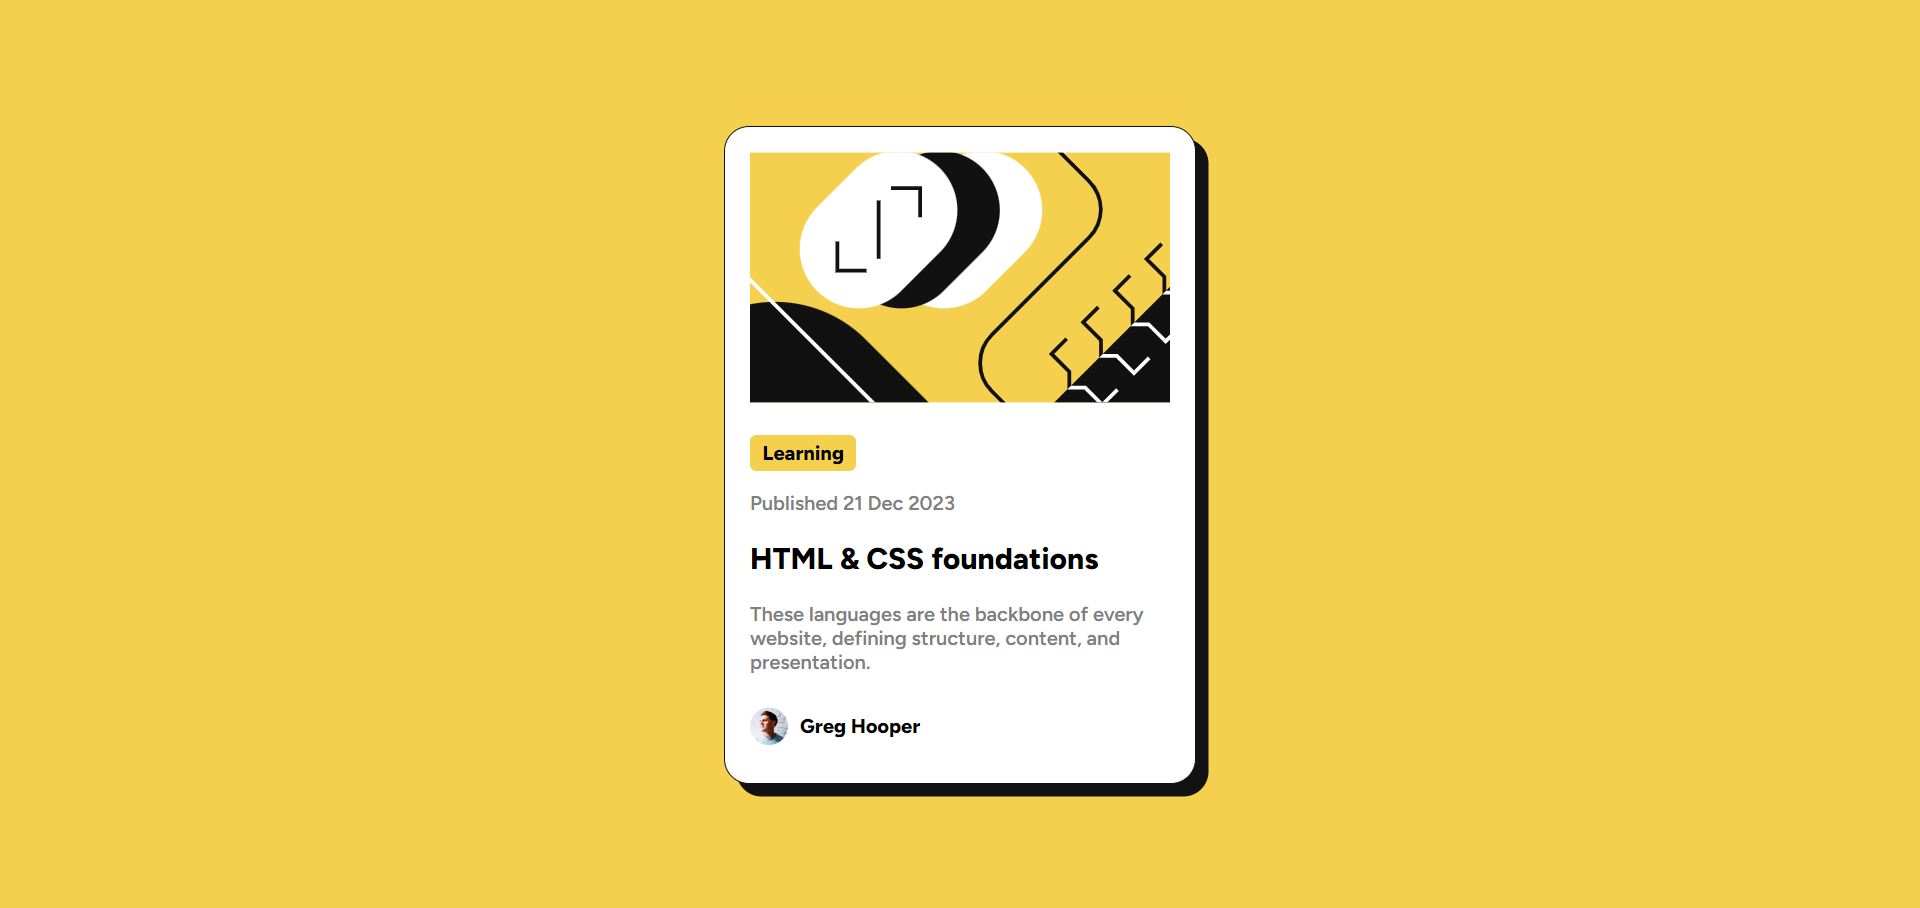 Learning
Published 21 Dec 2023
HTML & CSS foundations
These languages are the backbone of every
website, defining structure, content, and
presentation.
Greg Hooper